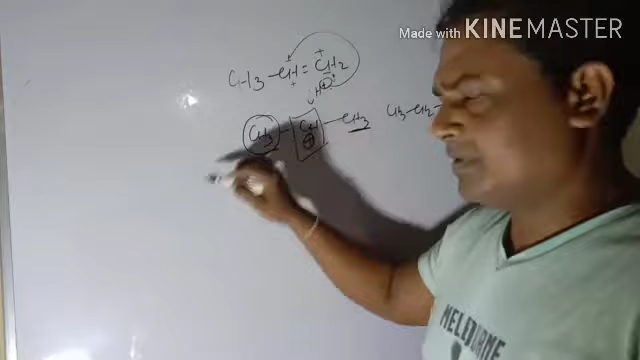 Made with KINEMASTER
CH3-CH=CH2
H⊕
CH3-CH-CH3 CH3-CH2-
⊕
MELBOURNE